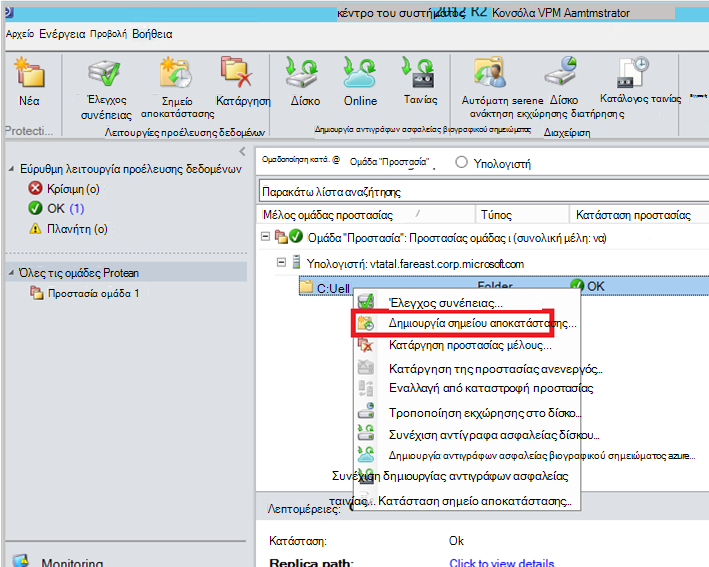 κέντρο του συστήματος 2012 R2 Κονσόλα VPM Aamtmstrator
Αρχείο Ενέργεια Προβολή Βοήθεια
Νέα
Έλεγχος συνέπειας
Σημείο αποκατάστασης
Κατάργηση
Δίσκο
Online
Ταινίας
Αυτόματη serene Δίσκο
ανάκτηση εκχώρησης διατήρησης
Κατάλογος ταινίας
Protecti...
Λειτουργίες προέλευσης δεδομένων
Δημιουργία αντιγράφων ασφαλείας βιογραφικού σημειώματος
Διαχείριση
Εύρυθμη λειτουργία προέλευσης δεδομένων
Κρίσιμη (ο)
OK (1)
Πλανήτη (ο)
Όλες τις ομάδες Protean
Προστασία ομάδα 1
Ομαδοποίηση κατά. @ Ομάδα "Προστασία" Υπολογιστή
Παρακάτω λίστα αναζήτησης
Μέλος ομάδας προστασίας / Τύπος Κατάσταση προστασίας
Ομάδα "Προστασία": Προστασίας ομάδας ι (συνολική μέλη: να)
Υπολογιστή: vtatal.fareast.corp.microsoft.com
C:Uell Folder OK
Έλεγχος συνέπειας...
Δημιουργία σημείου αποκατάστασης...
Κατάργηση προστασίας μέλους...
Κατάργηση της προστασίας ανενεργός...
Εναλλαγή από καταστροφή προστασίας
Τροποποίηση εκχώρησης στο δίσκο...
Συνέχιση αντίγραφα ασφαλείας δίσκου...
Δημιουργία αντιγράφων ασφαλείας βιογραφικού σημειώματος azure...
Συνέχιση δημιουργίας αντιγράφων ασφαλείας
ταινίας... Κατάσταση σημείο αποκατάστασης...
Λεπτομέρειες:
Κατάσταση: Ok
Replica path: Click to view details
Monitoring